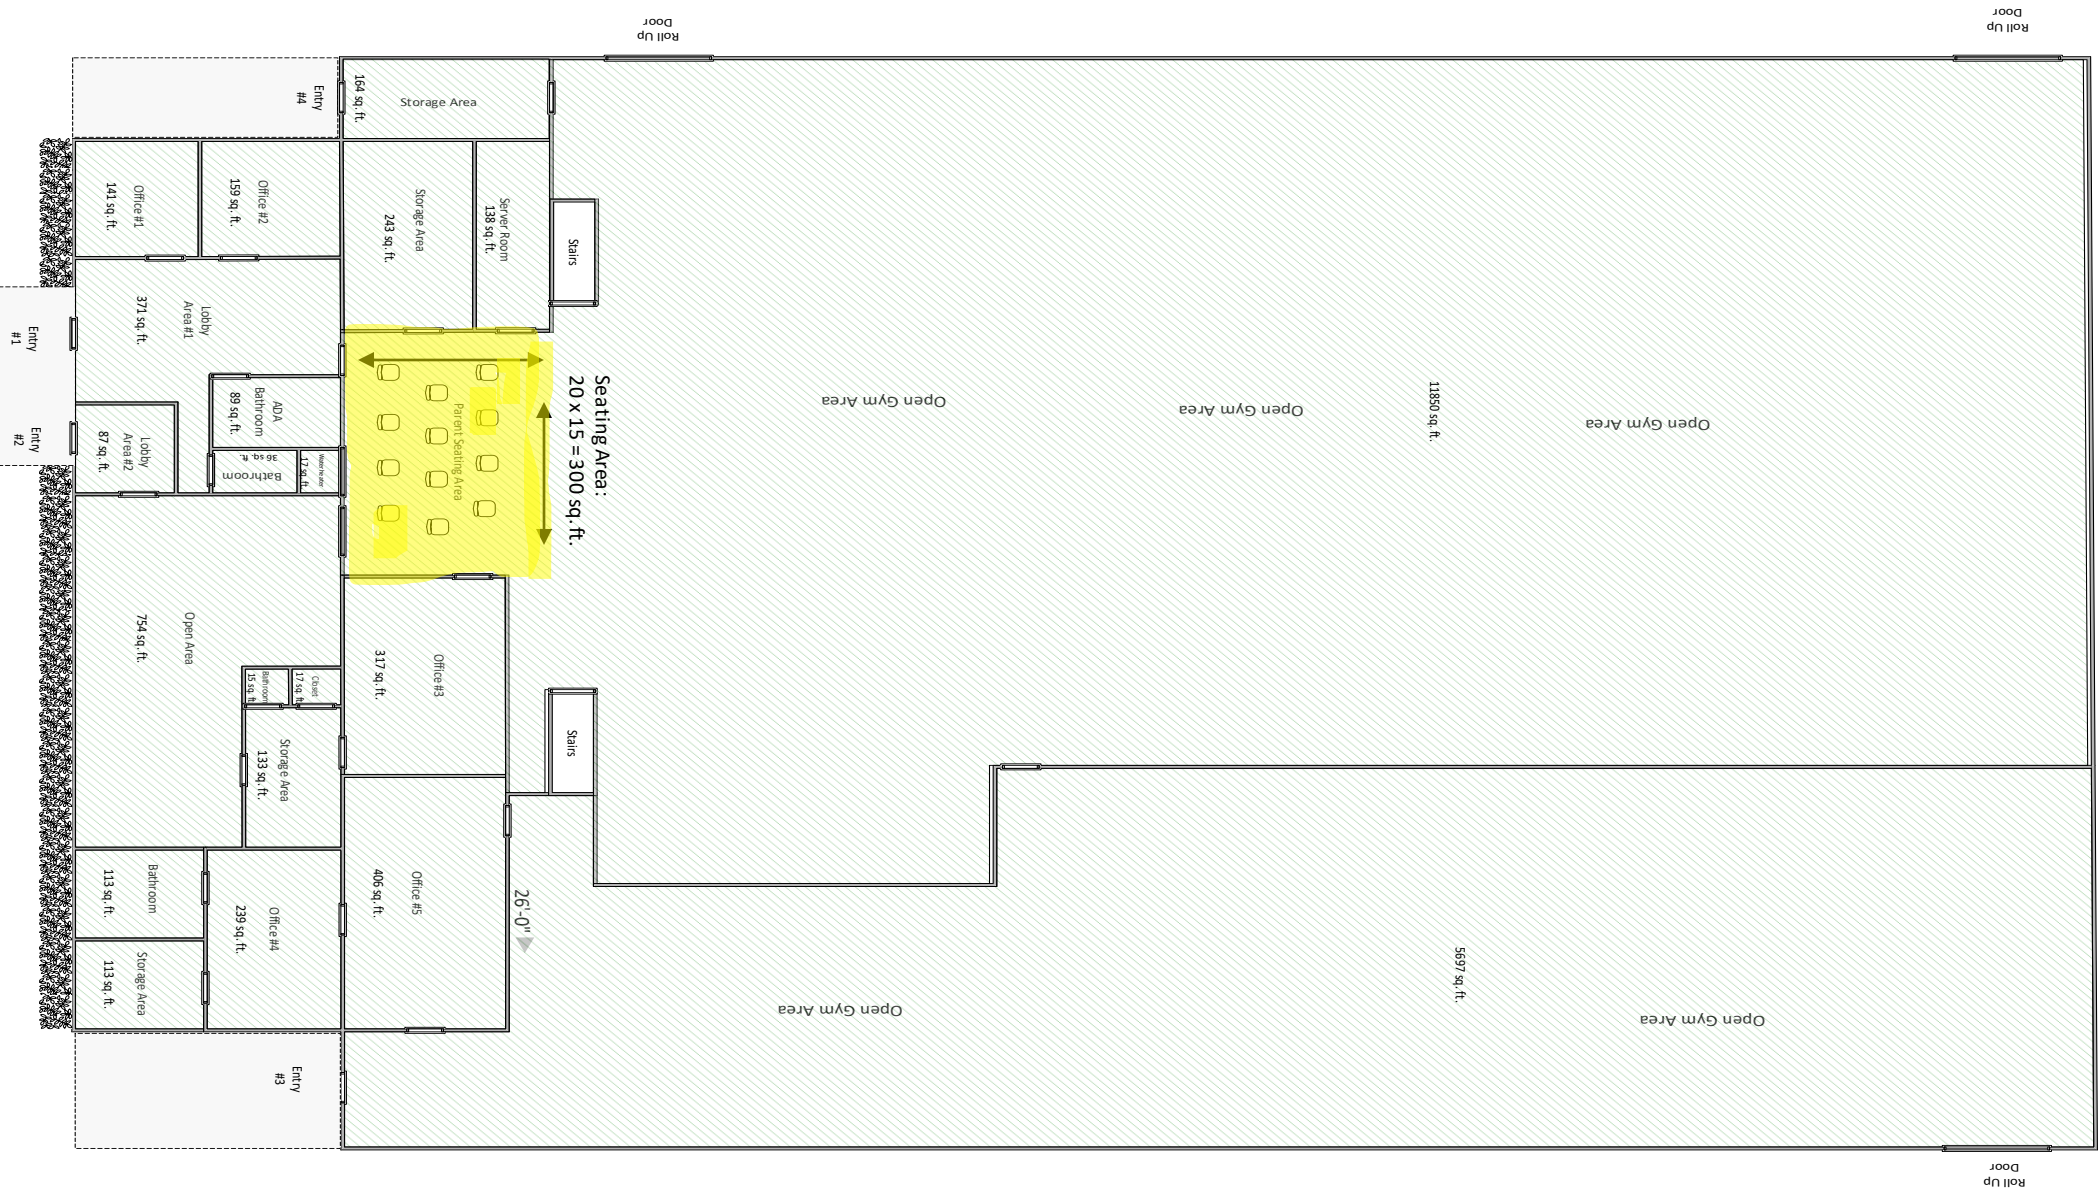 Roll Up
Door
Roll Up
Door
Entry
#4
164 sq. ft.
Storage Area
Office #1
141 sq. ft.
Office #2
159 sq. ft.
Storage Area
243 sq. ft.
Server Room
138 sq. ft.
Stairs
Lobby
Area #1
371 sq. ft.
Entry
#1
Entry
#2
ADA
Bathroom
89 sq. ft.
Lobby
Area #2
87 sq. ft.
Bathroom
36 sq. ft.
Water heater
17 sq. ft.
Parent Seating Area
Seating Area:
20 x 15 = 300 sq. ft.
Open Gym Area
Open Gym Area
11850 sq. ft.
Open Gym Area
Open Area
754 sq. ft.
Office #3
317 sq. ft.
Bathroom
15 sq. ft.
Closet
17 sq. ft.
Storage Area
133 sq. ft.
Stairs
Bathroom
113 sq. ft.
Office #4
239 sq. ft.
Office #5
406 sq. ft.
26'-0"
Storage Area
113 sq. ft.
Open Gym Area
5697 sq. ft.
Open Gym Area
Entry
#3
Roll Up
Door